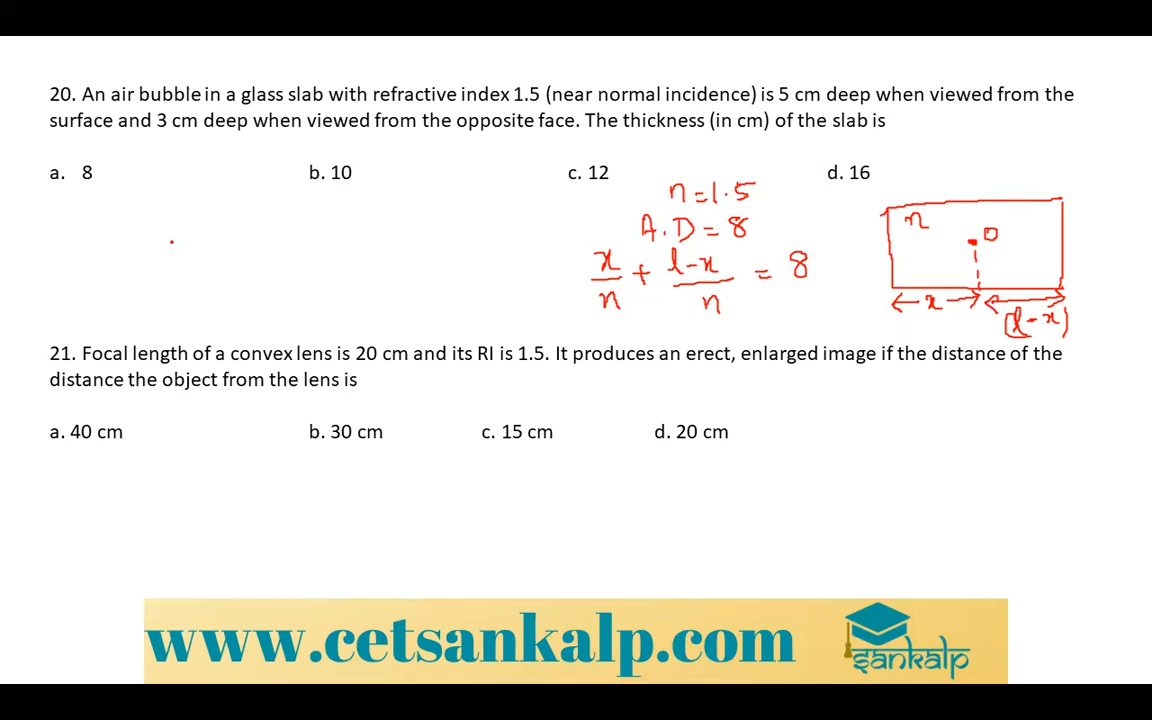 20. An air bubble in a glass slab with refractive index 1.5 (near normal incidence) is 5 cm deep when viewed from the
surface and 3 cm deep when viewed from the opposite face. The thickness (in cm) of the slab is
a. 8 b. 10 c. 12 d. 16
n = 1.5
A.D = 8
x/n + l-x/n = 8
n
O
x
(l-x)
21. Focal length of a convex lens is 20 cm and its RI is 1.5. It produces an erect, enlarged image if the distance of the
distance the object from the lens is
a. 40 cm b. 30 cm c. 15 cm d. 20 cm
www.cetsankalp.com
sankalp